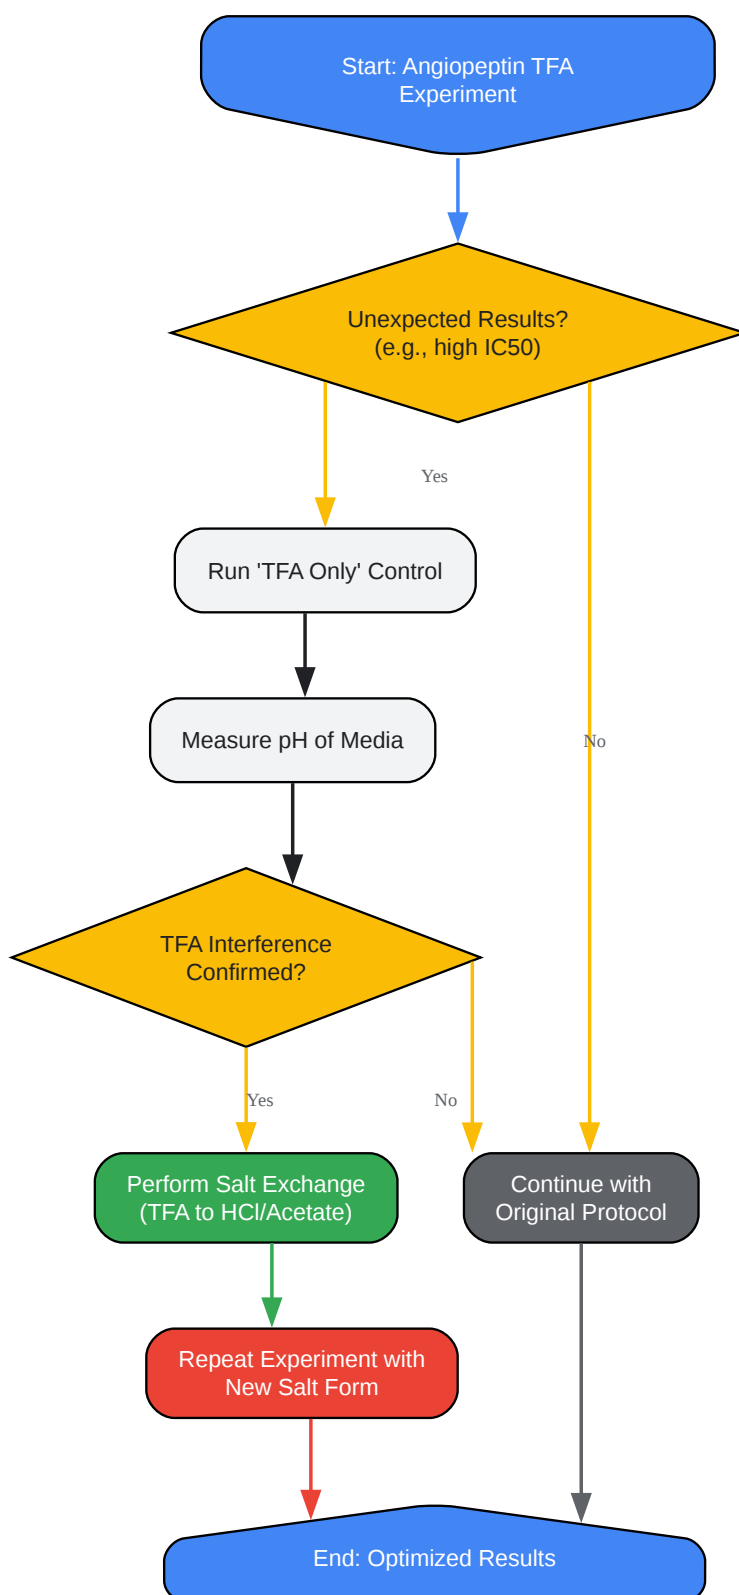 Start: Angiopeptin TFA
Experiment
Unexpected Results?
(e.g., high IC50)
Yes
Run 'TFA Only' Control
Measure pH of Media
No
TFA Interference
Confirmed?
Yes
No
Perform Salt Exchange
(TFA to HCl/Acetate)
Continue with
Original Protocol
Repeat Experiment with
New Salt Form
End: Optimized Results